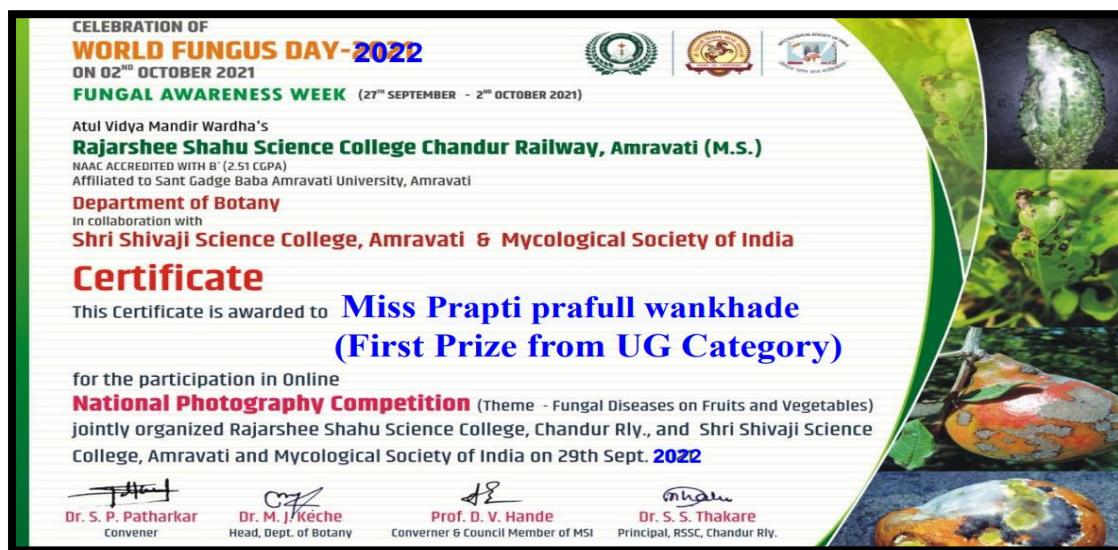 CELEBRATION OF
WORLD FUNGUS DAY-2022
ON 02ND OCTOBER 2021
FUNGAL AWARENESS WEEK (27TH SEPTEMBER - 2ND OCTOBER 2021)
Atul Vidya Mandir Wardha's
Rajarshee Shahu Science College Chandur Railway, Amravati (M.S.)
NAAC ACCREDITED WITH B+ (2.51 CGPA)
Affiliated to Sant Gadge Baba Amravati University, Amravati
Department of Botany
In collaboration with
Shri Shivaji Science College, Amravati & Mycological Society of India
Certificate
This Certificate is awarded to Miss Prapti prafull wankhade
(First Prize from UG Category)
for the participation in Online
National Photography Competition (Theme - Fungal Diseases on Fruits and Vegetables)
jointly organized Rajarshee Shahu Science College, Chandur Rly., and Shri Shivaji Science
College, Amravati and Mycological Society of India on 29th Sept. 2022
Dr. S. P. Patharkar Dr. M. J. Keche Prof. D. V. Hande Dr. S. S. Thakare
Convener Head, Dept. of Botany Converner & Council Member of MSI Principal, RSSC, Chandur Rly.